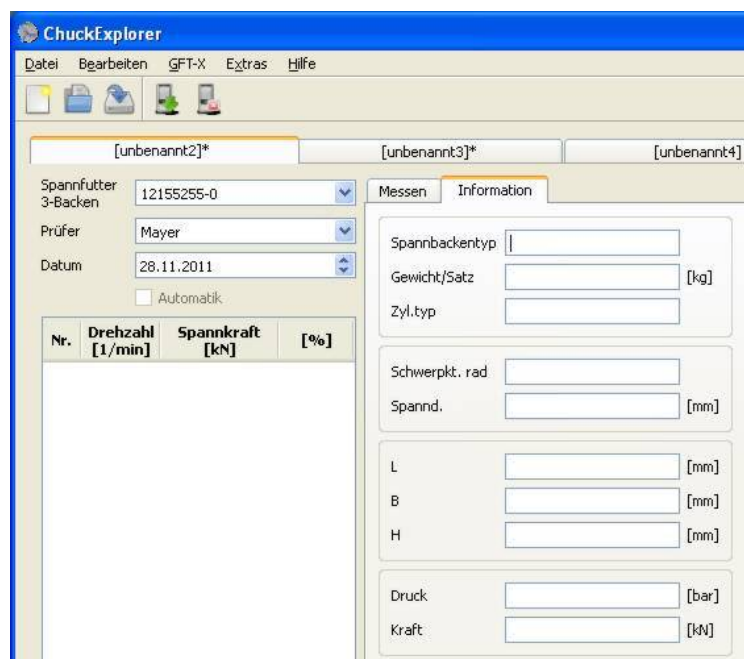 ChuckExplorer
Datei Bearbeiten GFT-X Extras Hilfe
[unbenannt2]* [unbenannt3]* [unbenannt4]
Spannfutter
3-Backen
12155255-0
Prüfer Mayer
Datum 28.11.2011
Automatik
Nr. Drehzahl [1/min] Spannkraft [kN] [%]
Messen Information
Spannbackentyp
Gewicht/Satz [kg]
Zyl.typ
Schwerpkt. rad
Spannd. [mm]
L [mm]
B [mm]
H [mm]
Druck [bar]
Kraft [kN]